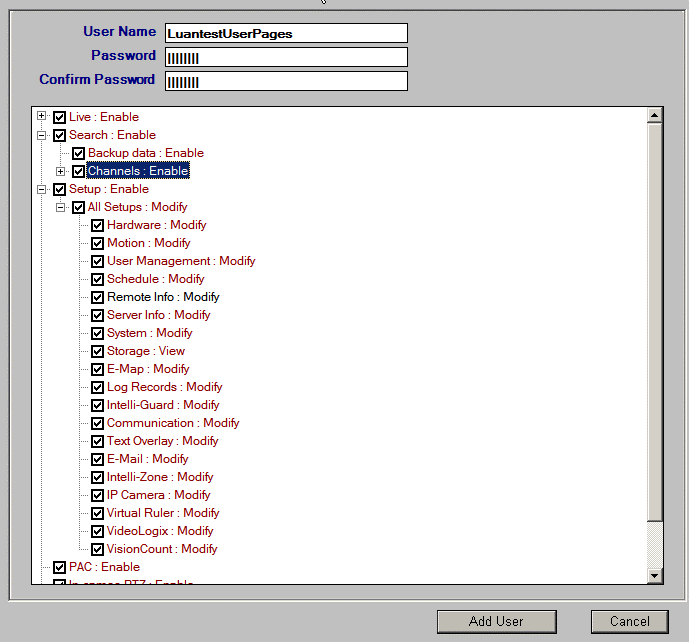 User Name LuantestUserPages
Password ||||||||
Confirm Password ||||||||
Live : Enable
Search : Enable
Backup data : Enable
Channels : Enable
Setup : Enable
All Setups : Modify
Hardware : Modify
Motion : Modify
User Management : Modify
Schedule : Modify
Remote Info : Modify
Server Info : Modify
System : Modify
Storage : View
E-Map : Modify
Log Records : Modify
Intelli-Guard : Modify
Communication : Modify
Text Overlay : Modify
E-Mail : Modify
Intelli-Zone : Modify
IP Camera : Modify
Virtual Ruler : Modify
VideoLogix : Modify
VisionCount : Modify
PAC : Enable
PTZ : Enable
Add User Cancel